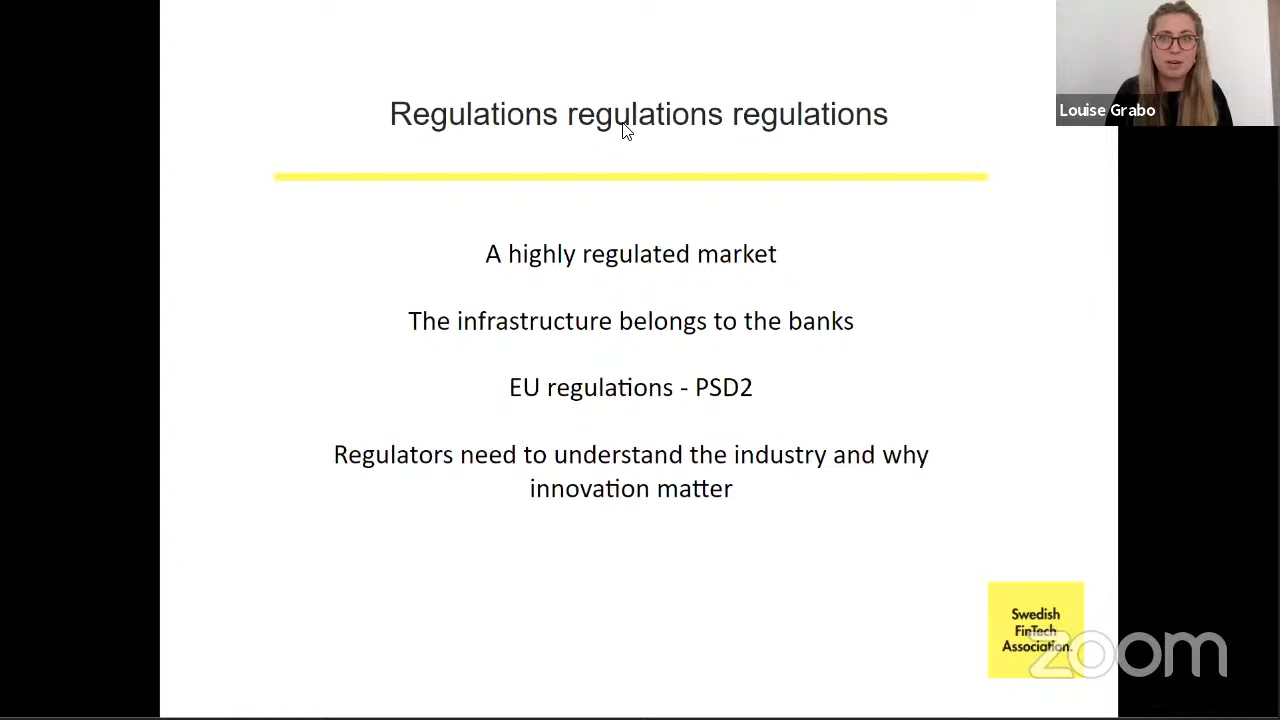 Regulations regulations regulations
Louise Grabo
A highly regulated market
The infrastructure belongs to the banks
EU regulations - PSD2
Regulators need to understand the industry and why
innovation matter
Swedish
FinTech
Association.
zoom